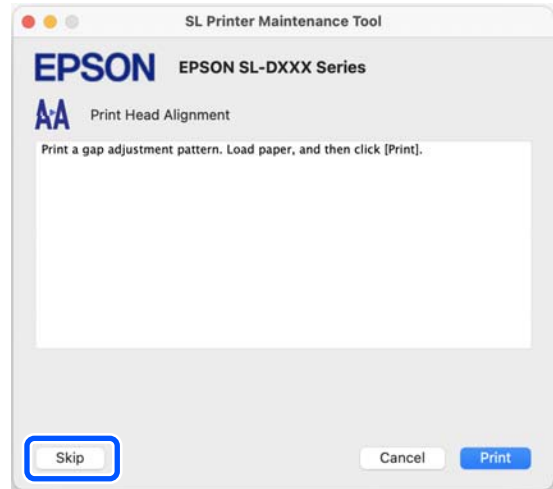 SL Printer Maintenance Tool
EPSON EPSON SL-DXXX Series
Print Head Alignment
Print a gap adjustment pattern. Load paper, and then click [Print].
Skip Cancel Print